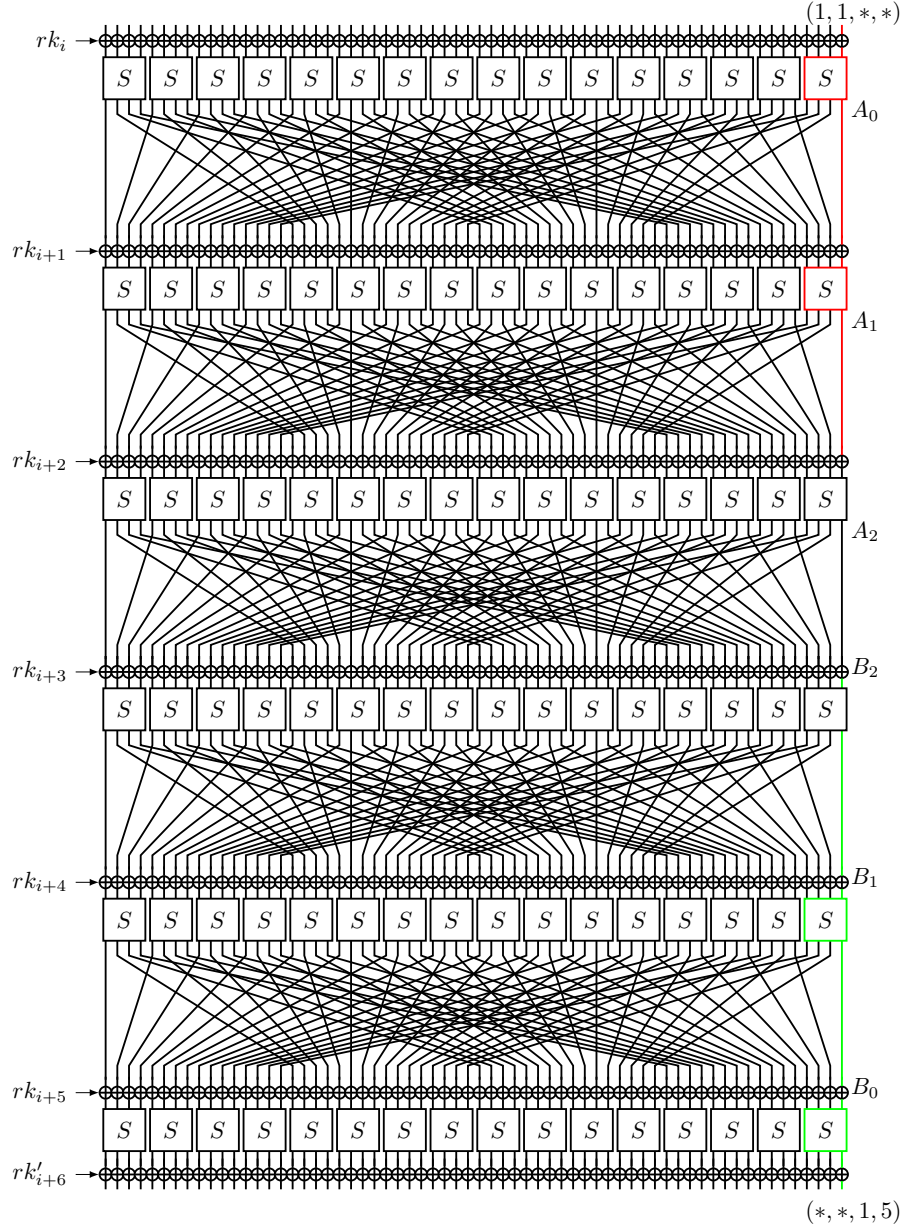 (1, 1, *, *)
rk_i
S S S S S S S S S S S S S S S S
A_0
rk_{i+1}
S S S S S S S S S S S S S S S S
A_1
rk_{i+2}
S S S S S S S S S S S S S S S S
A_2
rk_{i+3} B_2
S S S S S S S S S S S S S S S S
rk_{i+4} B_1
S S S S S S S S S S S S S S S S
rk_{i+5} B_0
S S S S S S S S S S S S S S S S
rk'_{i+6}
(*, *, 1, 5)